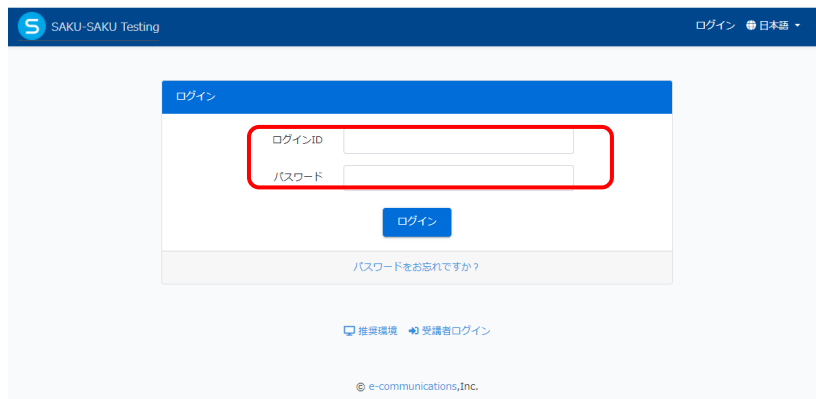 SAKU-SAKU Testing
ログイン 日本語
ログイン
ログインID
パスワード
ログイン
パスワードをお忘れですか？
推奨環境 受講者ログイン
© e-communications,Inc.